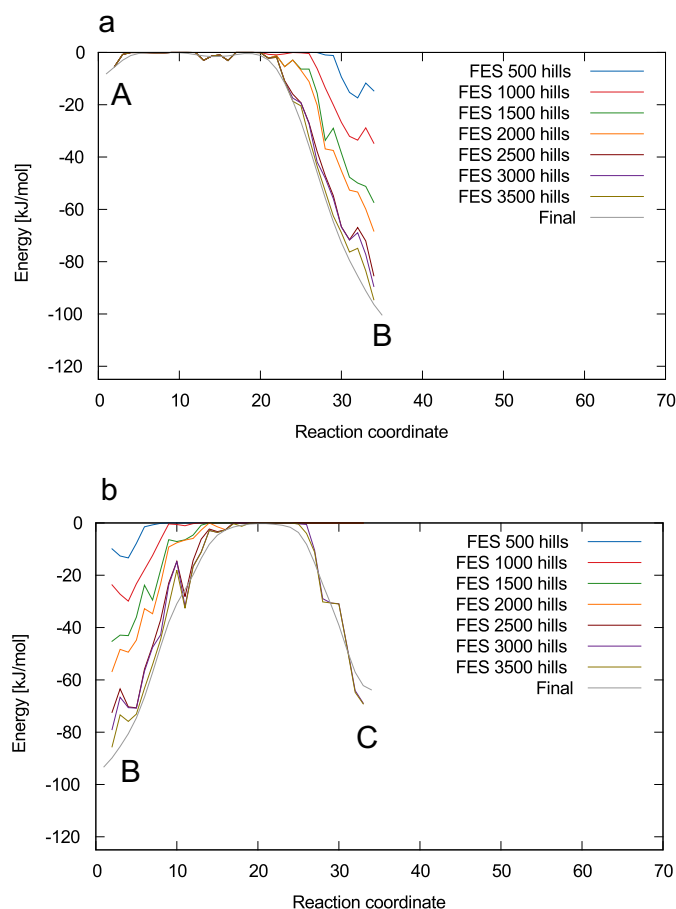 a
0
-20
-40
-60
-80
-100
-120
Energy [kJ/mol]
A
B
FES 500 hills
FES 1000 hills
FES 1500 hills
FES 2000 hills
FES 2500 hills
FES 3000 hills
FES 3500 hills
Final
0 10 20 30 40 50 60 70
Reaction coordinate
b
0
-20
-40
-60
-80
-100
-120
Energy [kJ/mol]
B
C
FES 500 hills
FES 1000 hills
FES 1500 hills
FES 2000 hills
FES 2500 hills
FES 3000 hills
FES 3500 hills
Final
0 10 20 30 40 50 60 70
Reaction coordinate